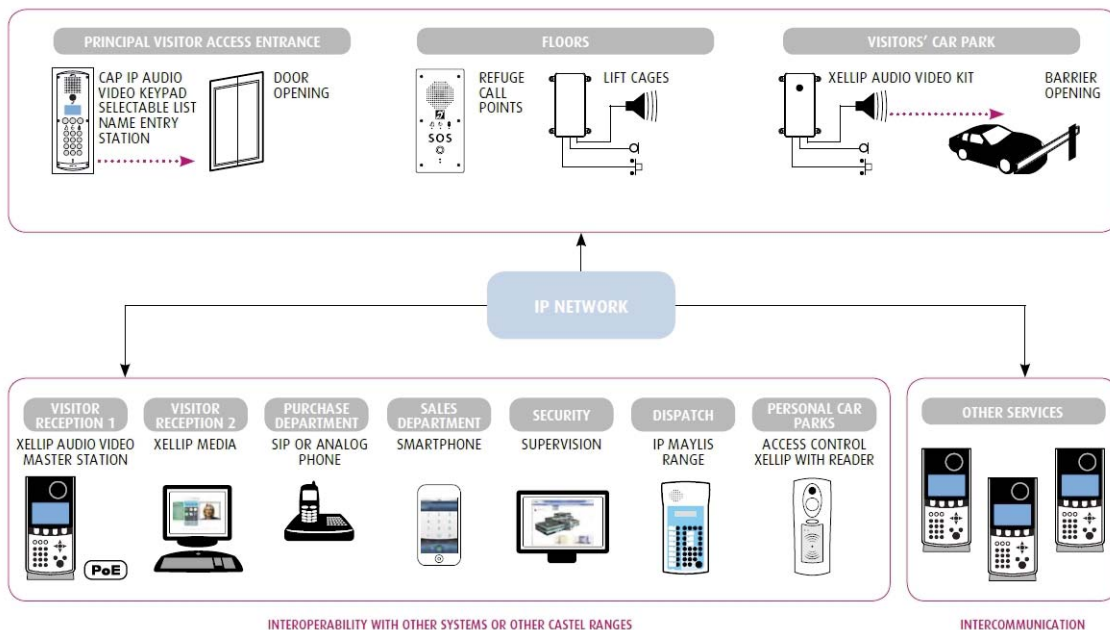 PRINCIPAL VISITOR ACCESS ENTRANCE
CAP IP AUDIO
VIDEO KEYPAD
SELECTABLE LIST
NAME ENTRY
STATION
DOOR
OPENING
FLOORS
REFUGE
CALL
POINTS
SOS
LIFT CAGES
VISITORS' CAR PARK
XELLIP AUDIO VIDEO KIT
BARRIER
OPENING
IP NETWORK
VISITOR
RECEPTION 1
XELLIP AUDIO VIDEO
MASTER STATION
PoE
VISITOR
RECEPTION 2
XELLIP MEDIA
PURCHASE
DEPARTMENT
SIP OR ANALOG
PHONE
SALES
DEPARTMENT
SMARTPHONE
SECURITY
SUPERVISION
DISPATCH
IP MAYLIS
RANGE
PERSONAL CAR
PARKS
ACCESS CONTROL
XELLIP WITH READER
OTHER SERVICES
INTEROPERABILITY WITH OTHER SYSTEMS OR OTHER CASTEL RANGES
INTERCOMMUNICATION